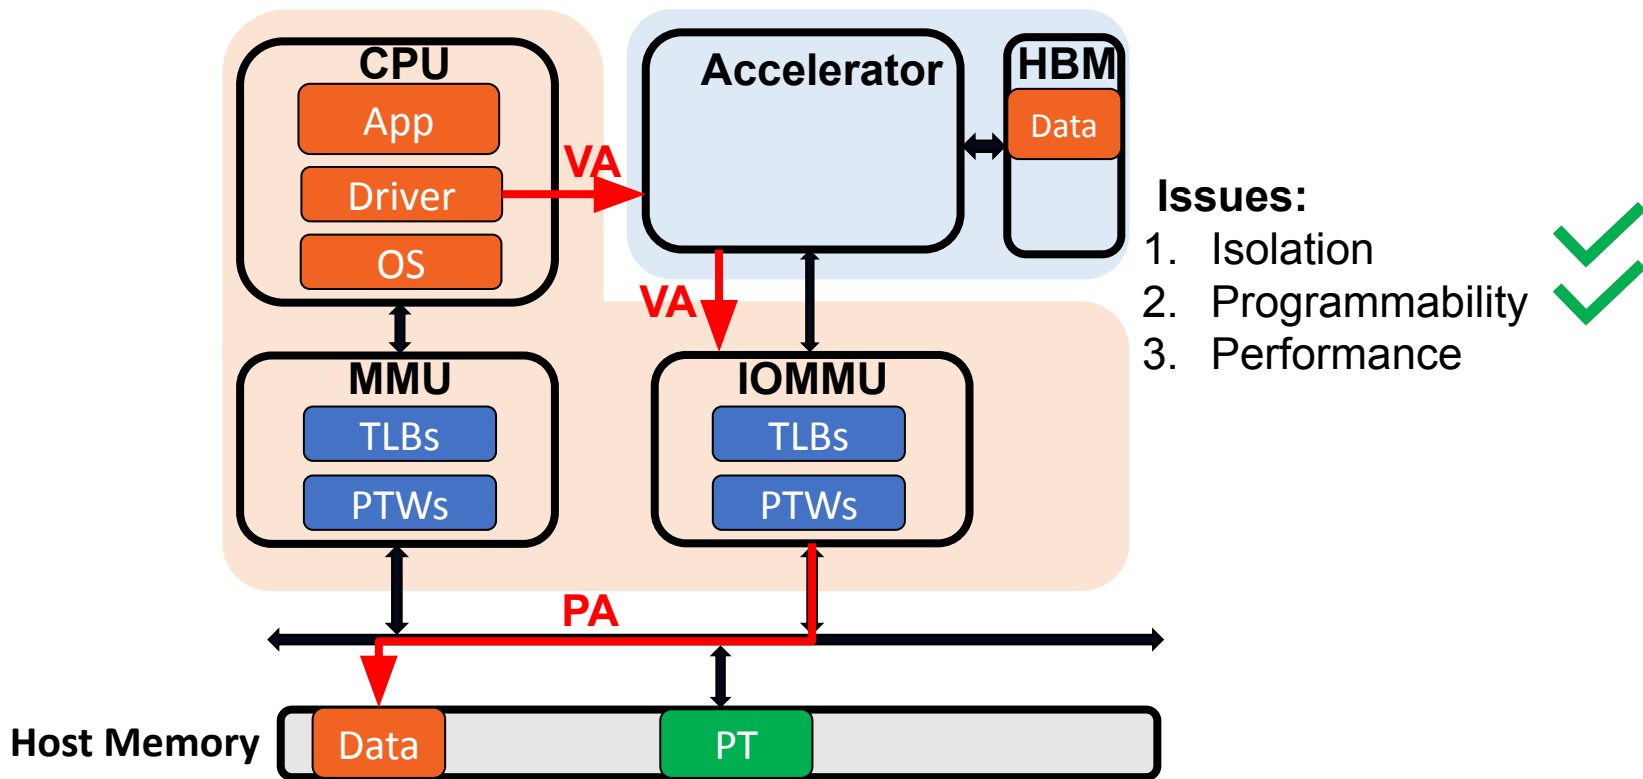 CPU
App
Driver
OS
VA
Accelerator
HBM
Data
Issues:
1. Isolation
2. Programmability
3. Performance
VA
MMU
TLBs
PTWs
IOMMU
TLBs
PTWs
PA
Host Memory
Data
PT